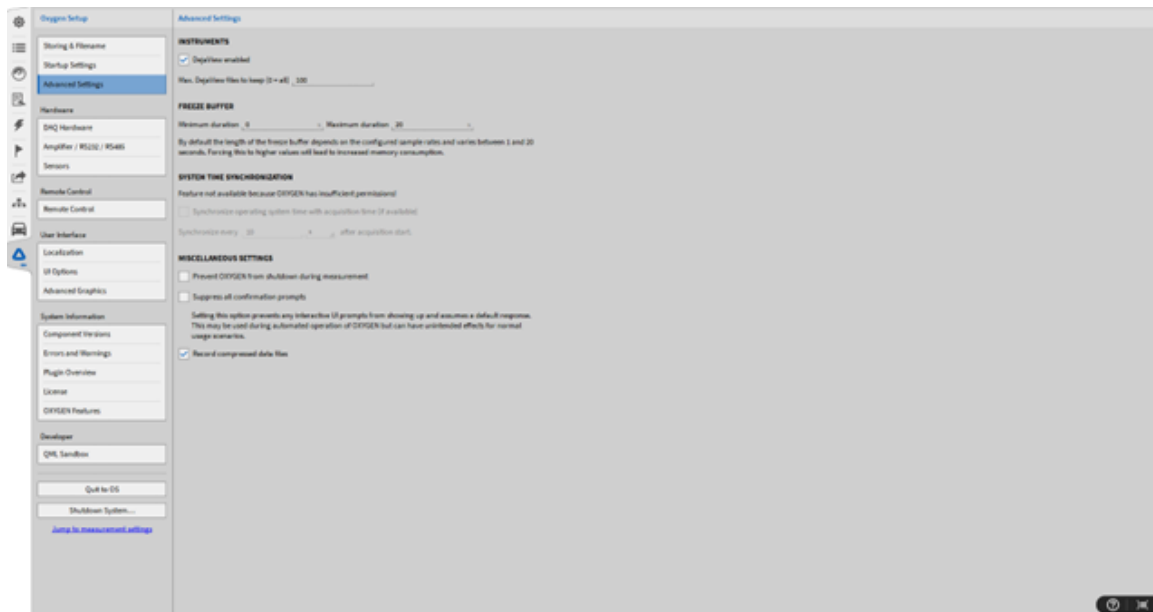 Oxygen Setup
Storing & Filename
Startup Settings
Advanced Settings
Hardware
DAQ Hardware
Amplifier / RS232 / RS485
Sensors
Remote Control
Remote Control
User Interface
Localization
UI Options
Advanced Graphics
System Information
Component Versions
Errors and Warnings
Plugin Overview
License
OXYGEN Features
Developer
QML Sandbox
Quit to OS
Shutdown System...
Jump to measurement settings
Advanced Settings
INSTRUMENTS
DejaView enabled
Max. DejaView files to keep (0 = all) 100
FREEZE BUFFER
Minimum duration 0 s Maximum duration 20 s
By default the length of the freeze buffer depends on the configured sample rates and varies between 1 and 20
seconds. Forcing this to higher values will lead to increased memory consumption.
SYSTEM TIME SYNCHRONIZATION
Feature not available because OXYGEN has insufficient permissions!
Synchronize operating system time with acquisition time (if available)
Synchronize every 10 s , after acquisition start.
MISCELLANEOUS SETTINGS
Prevent OXYGEN from shutdown during measurement
Suppress all confirmation prompts
Setting this option prevents any interactive UI prompts from showing up and assumes a default response.
This may be used during automated operation of OXYGEN but can have unintended effects for normal
usage scenarios.
Record compressed data files